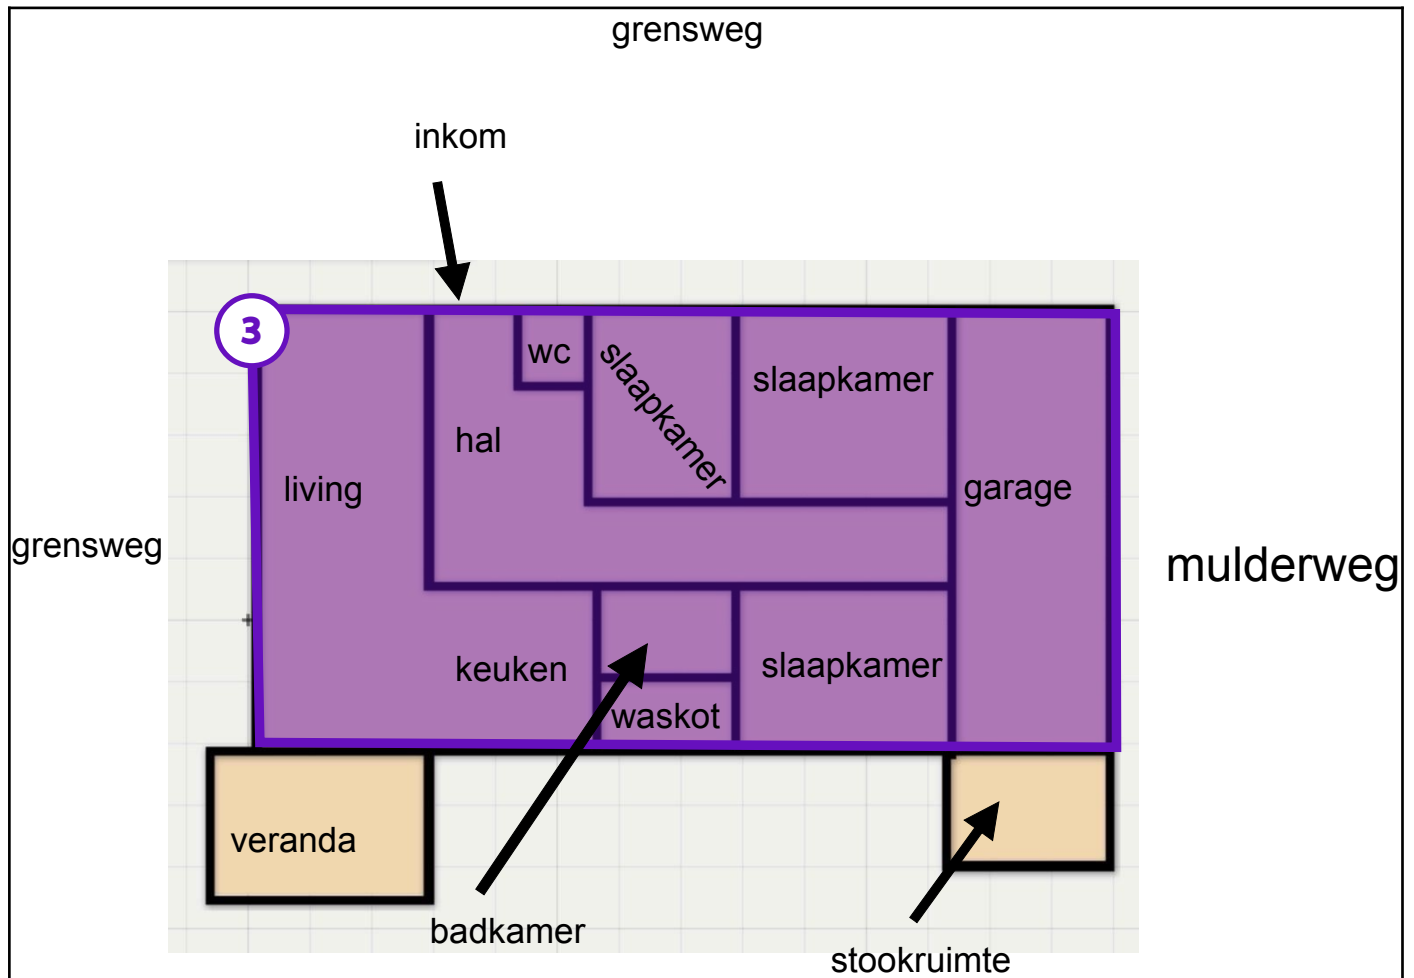 grensweg
inkom
3
wc
slaapkamer
slaapkamer
hal
living
garage
grensweg
mulderweg
keuken
slaapkamer
waskot
veranda
badkamer
stookruimte